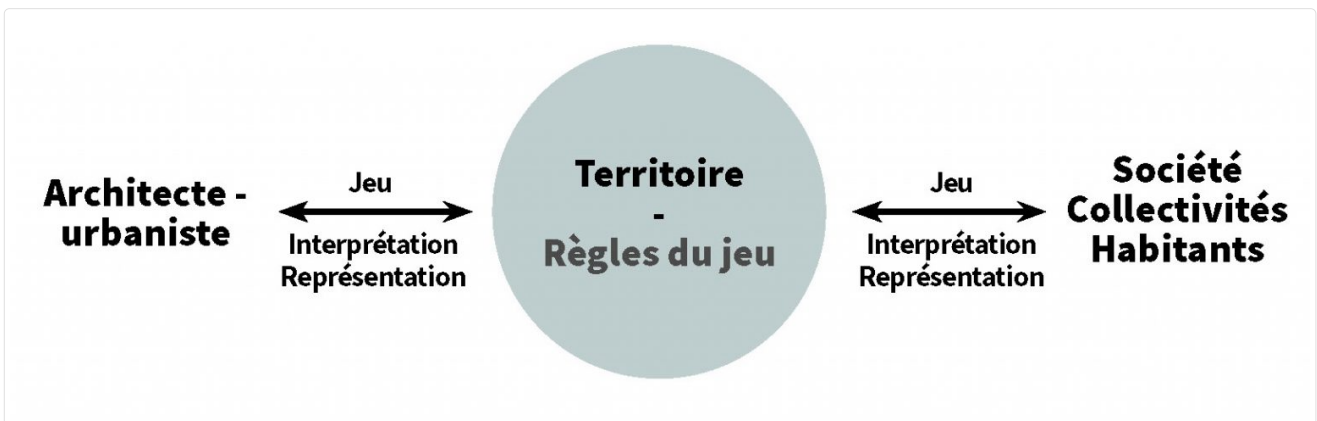 Architecte -
urbaniste
Jeu
Interprétation
Représentation
Territoire
-
Règles du jeu
Jeu
Interprétation
Représentation
Société
Collectivités
Habitants